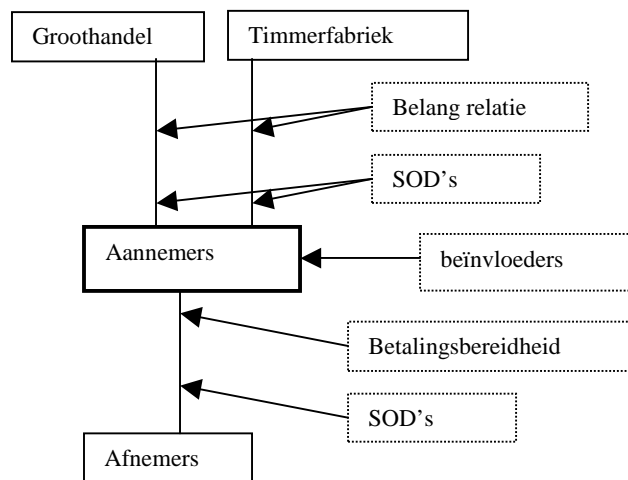 Groothandel
Timmerfabriek
Belang relatie
SOD's
Aannemers
beïnvloeders
Betalingsbereidheid
SOD's
Afnemers